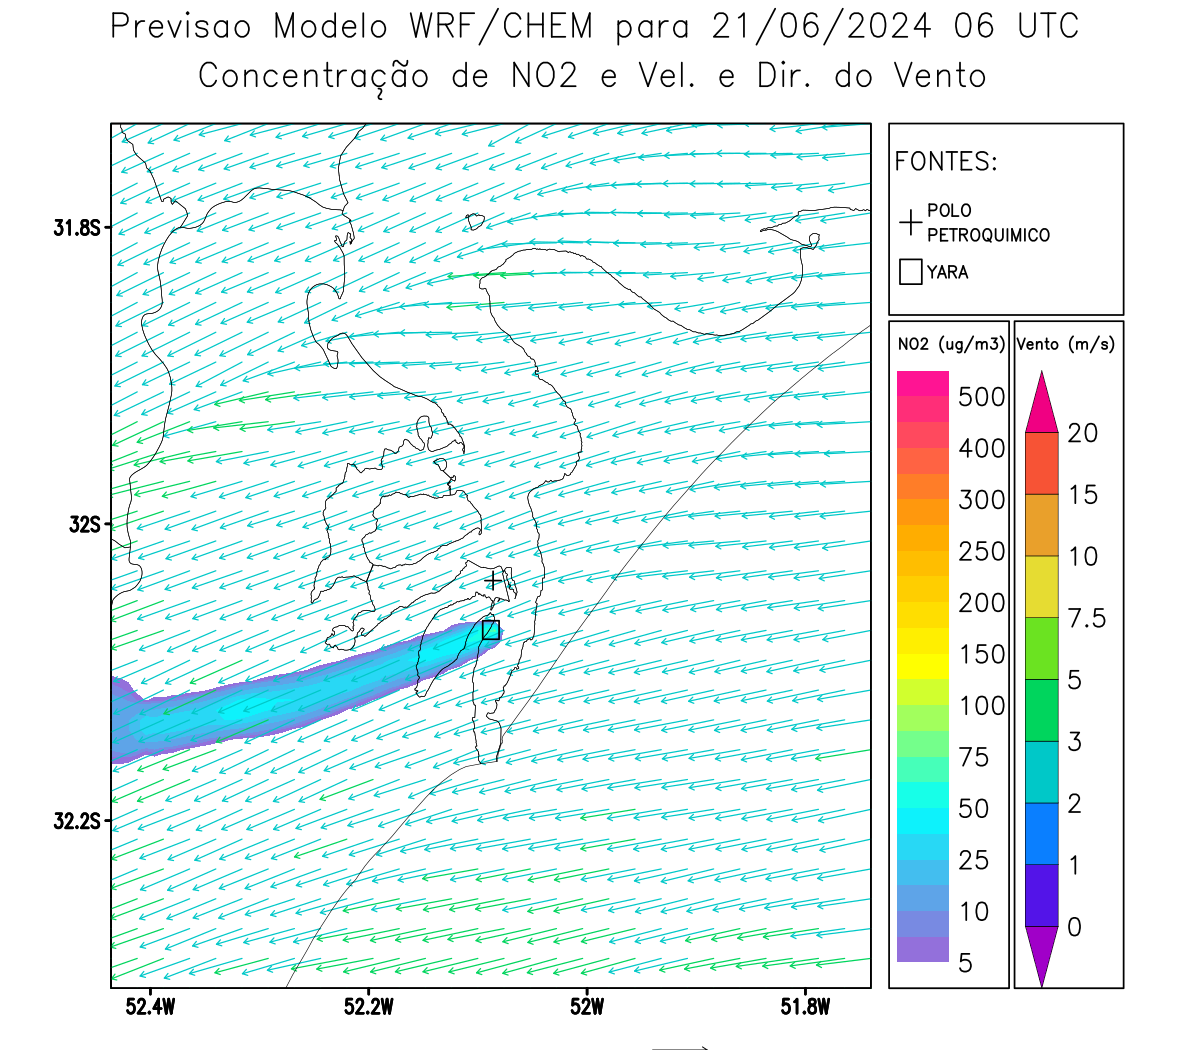 Previsao Modelo WRF/CHEM para 21/06/2024 06 UTC
Concentração de NO2 e Vel. e Dir. do Vento
FONTES:
POLO
PETROQUIMICO
YARA
NO2 (ug/m3)
500
400
300
250
200
150
100
75
50
25
10
5
Vento (m/s)
20
15
10
7.5
5
3
2
1
0
31.8S
32S
32.2S
52.4W
52.2W
52W
51.8W